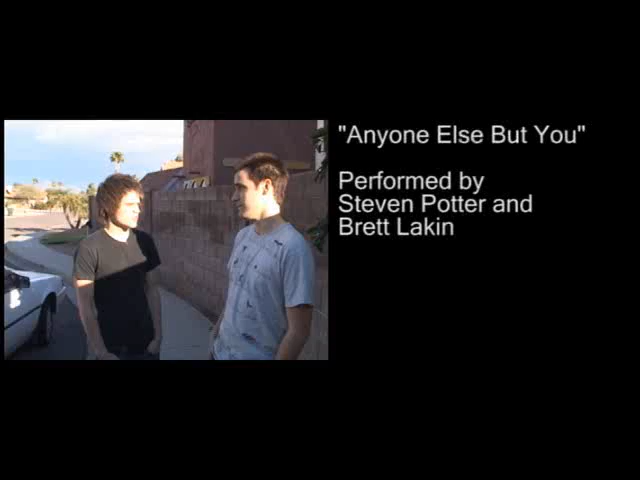 "Anyone Else But You"
Performed by
Steven Potter and
Brett Lakin